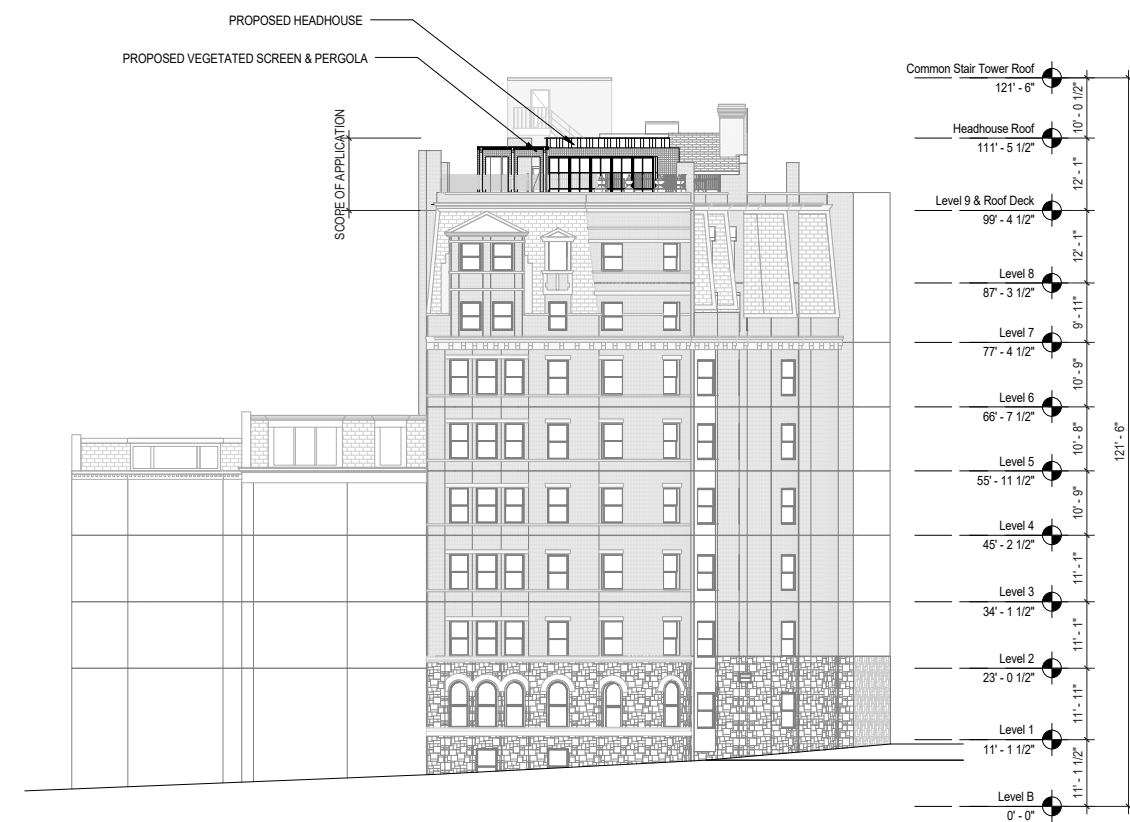 PROPOSED HEADHOUSE
PROPOSED VEGETATED SCREEN & PERGOLA
SCOPE OF APPLICATION
Common Stair Tower Roof
121' - 6"
10' - 0 1/2"
Headhouse Roof
111' - 5 1/2"
12' - 1"
Level 9 & Roof Deck
99' - 4 1/2"
12' - 1"
Level 8
87' - 3 1/2"
9' - 11"
Level 7
77' - 4 1/2"
10' - 9"
Level 6
66' - 7 1/2"
10' - 8"
Level 5
55' - 11 1/2"
10' - 9"
Level 4
45' - 2 1/2"
11' - 1"
Level 3
34' - 1 1/2"
11' - 1"
Level 2
23' - 0 1/2"
11' - 11"
Level 1
11' - 1 1/2"
11' - 1 1/2"
Level B
0' - 0"
121' - 6"